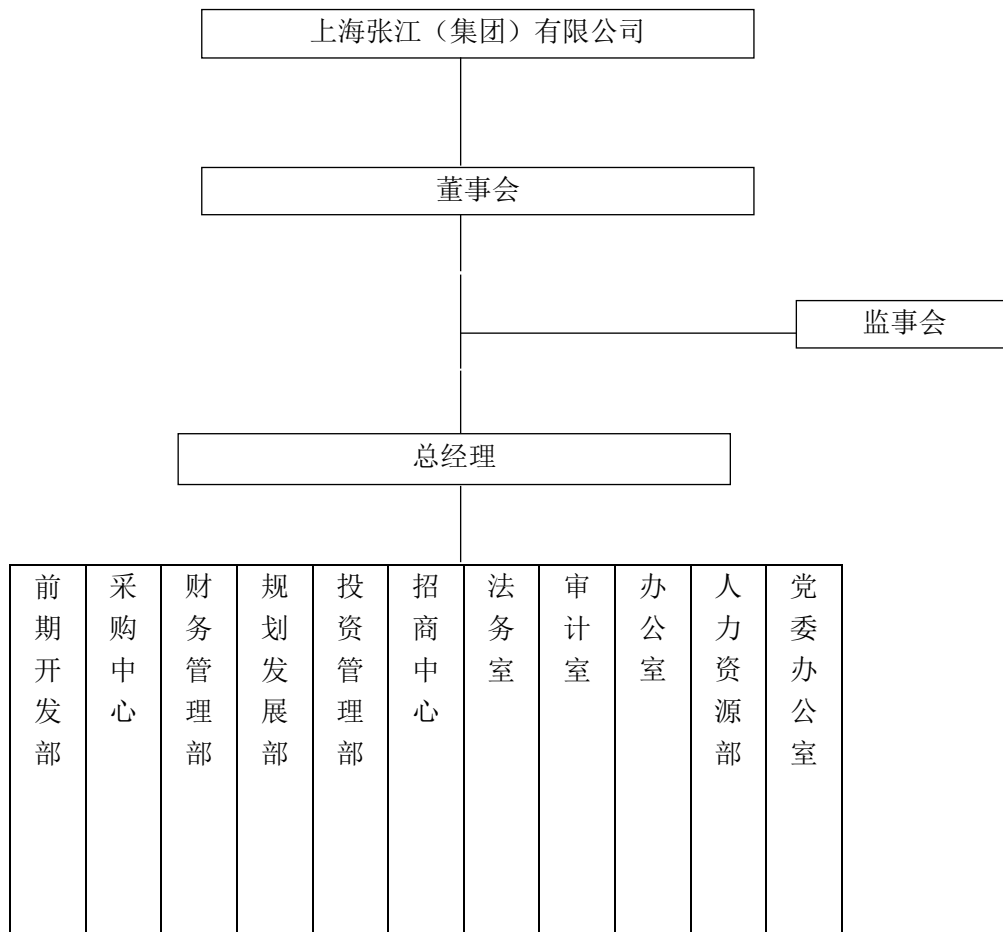 上海张江（集团）有限公司
董事会
监事会
总经理
前期开发部
采购中心
财务管理部
规划发展部
投资管理部
招商中心
法务室
审计室
办公室
人力资源部
党委办公室